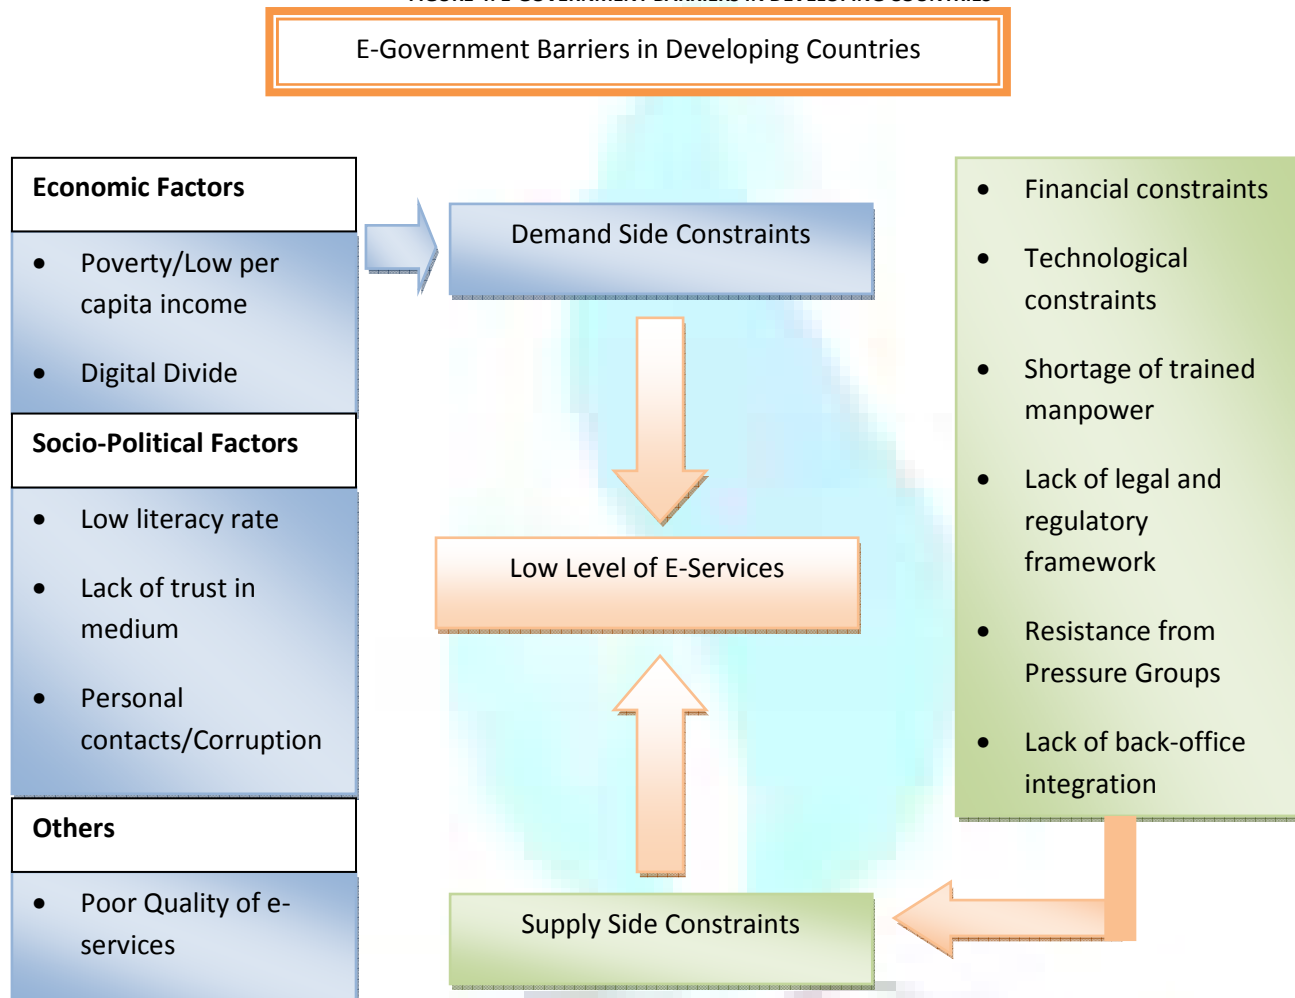 E-Government Barriers in Developing Countries
Economic Factors
• Poverty/Low per
capita income
• Digital Divide
Socio-Political Factors
• Low literacy rate
• Lack of trust in
medium
• Personal
contacts/Corruption
Others
• Poor Quality of e-
services
Demand Side Constraints
Low Level of E-Services
Supply Side Constraints
• Financial constraints
• Technological
constraints
• Shortage of trained
manpower
• Lack of legal and
regulatory
framework
• Resistance from
Pressure Groups
• Lack of back-office
integration